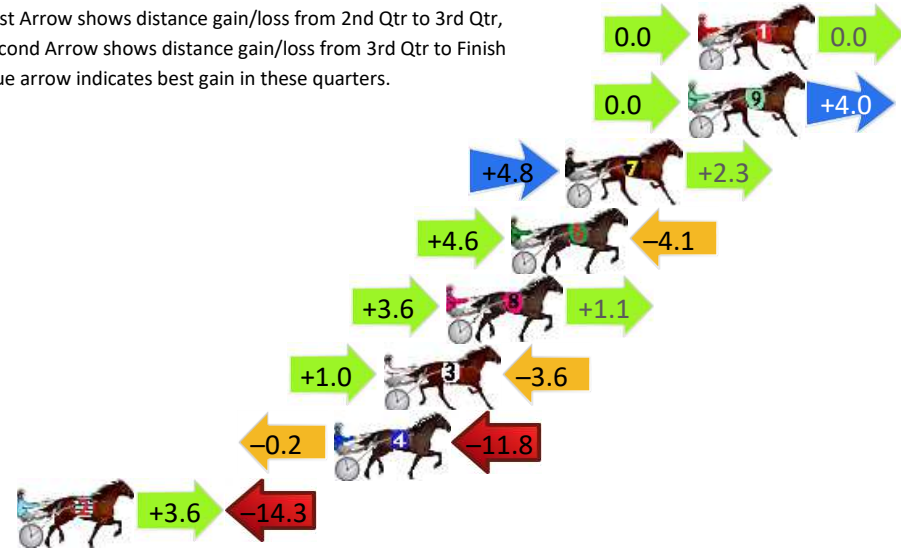 st Arrow shows distance gain/loss from 2nd Qtr to 3rd Qtr,
cond Arrow shows distance gain/loss from 3rd Qtr to Finish
ue arrow indicates best gain in these quarters.
0.0 1 0.0
0.0 9 +4.0
+4.8 7 +2.3
+4.6 –4.1
+3.6 8 +1.1
+1.0 3 –3.6
–0.2 4 –11.8
2 +3.6 –14.3